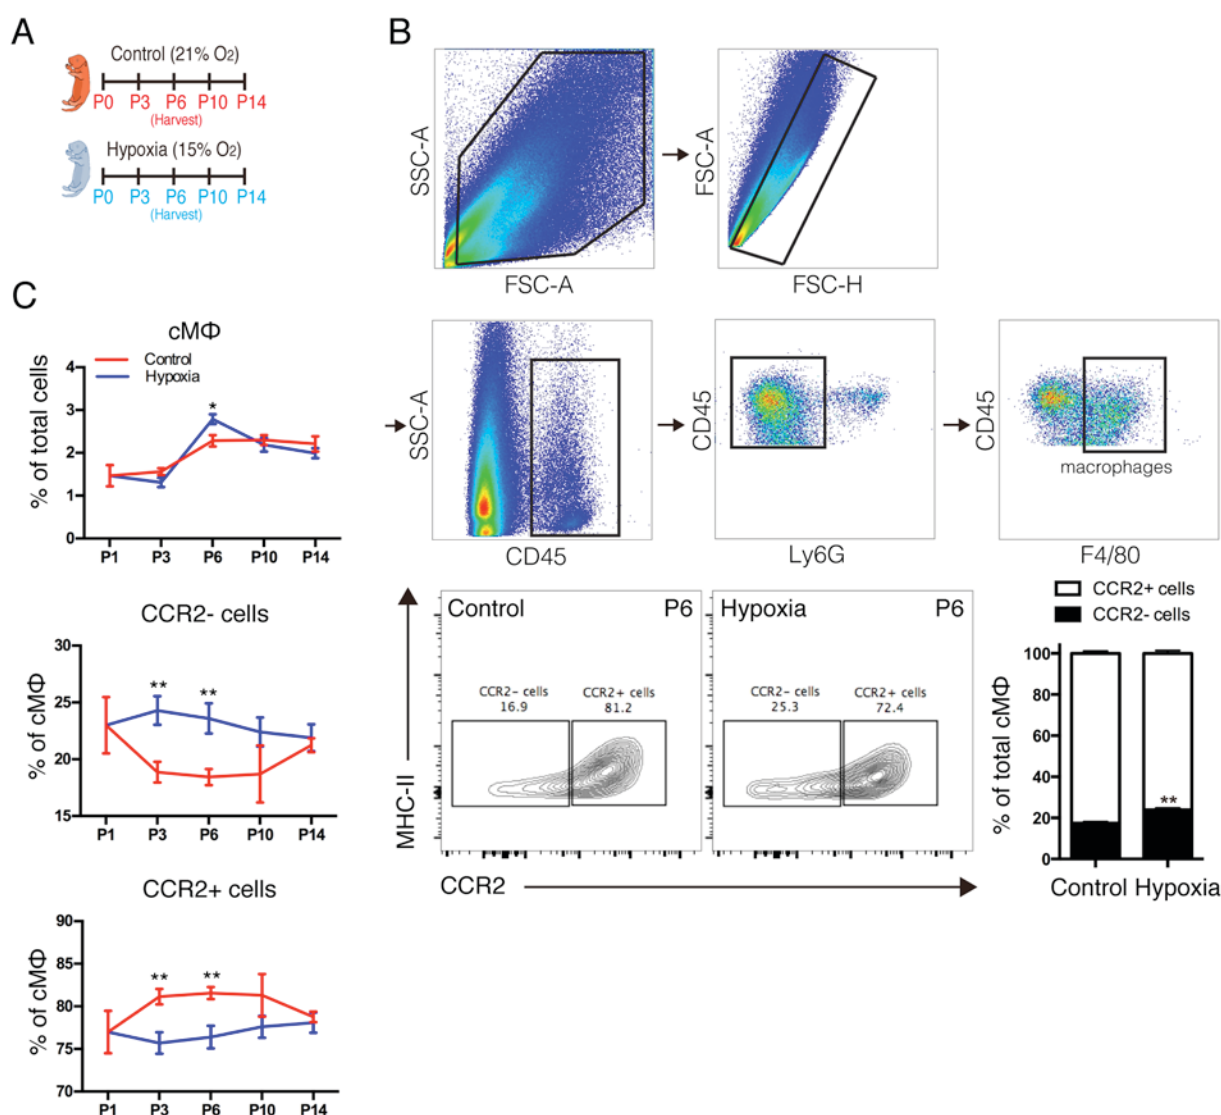 A
Control (21% O2)
P0 P3 P6 P10 P14
(Harvest)
Hypoxia (15% O2)
P0 P3 P6 P10 P14
(Harvest)
B
SSC-A
FSC-A
FSC-A
FSC-H
SSC-A
CD45
CD45
Ly6G
CD45
macrophages
F4/80
Control P6
CCR2- cells
16.9
CCR2+ cells
81.2
Hypoxia P6
CCR2- cells
25.3
CCR2+ cells
72.4
MHC-II
CCR2
CCR2+ cells
CCR2- cells
% of total cMΦ
100
80
60
40
20
0
**
Control Hypoxia
C
cMΦ
Control
Hypoxia
% of total cells
4
3
2
1
0
*
P1 P3 P6 P10 P14
CCR2- cells
% of cMΦ
30
25
20
15
** **
P1 P3 P6 P10 P14
CCR2+ cells
% of cMΦ
90
85
80
75
70
** **
P1 P3 P6 P10 P14